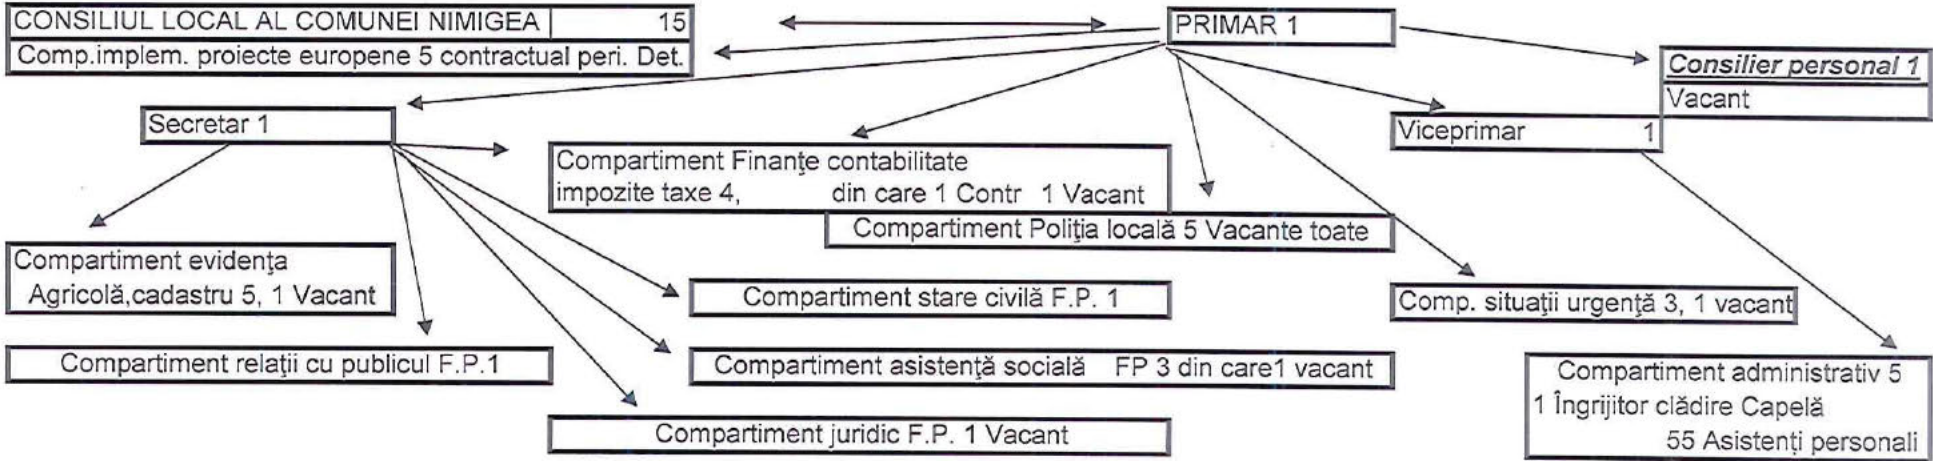 CONSILIUL LOCAL AL COMUNEI NIMIGEA 15
Comp.implem. proiecte europene 5 contractual peri. Det.
PRIMAR 1
Consilier personal 1
Vacant
Secretar 1
Viceprimar 1
Compartiment Finanţe contabilitate
impozite taxe 4, din care 1 Contr 1 Vacant
Compartiment Poliţia locală 5 Vacante toate
Compartiment evidenţa
Agricolă,cadastru 5, 1 Vacant
Compartiment stare civilă F.P. 1
Comp. situaţii urgenţă 3, 1 vacant
Compartiment relaţii cu publicul F.P.1
Compartiment asistenţă socială FP 3 din care1 vacant
Compartiment administrativ 5
1 Îngrijitor clădire Capelă
55 Asistenţi personali
Compartiment juridic F.P. 1 Vacant